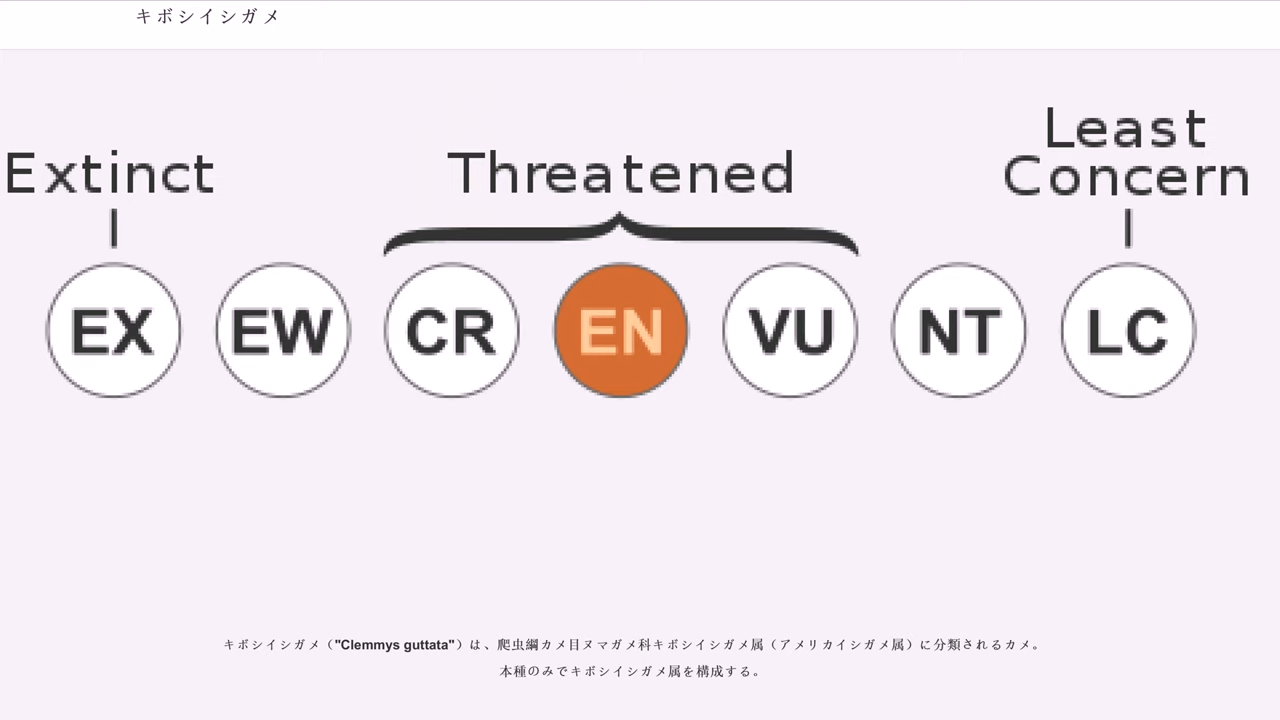 キボシイシガメ
Extinct
Threatened
Least
Concern
EX EW CR EN VU NT LC
キボシイシガメ（"Clemmys guttata"）は、爬虫綱カメ目ヌマガメ科キボシイシガメ属（アメリカイシガメ属）に分類されるカメ。
本種のみでキボシイシガメ属を構成する。